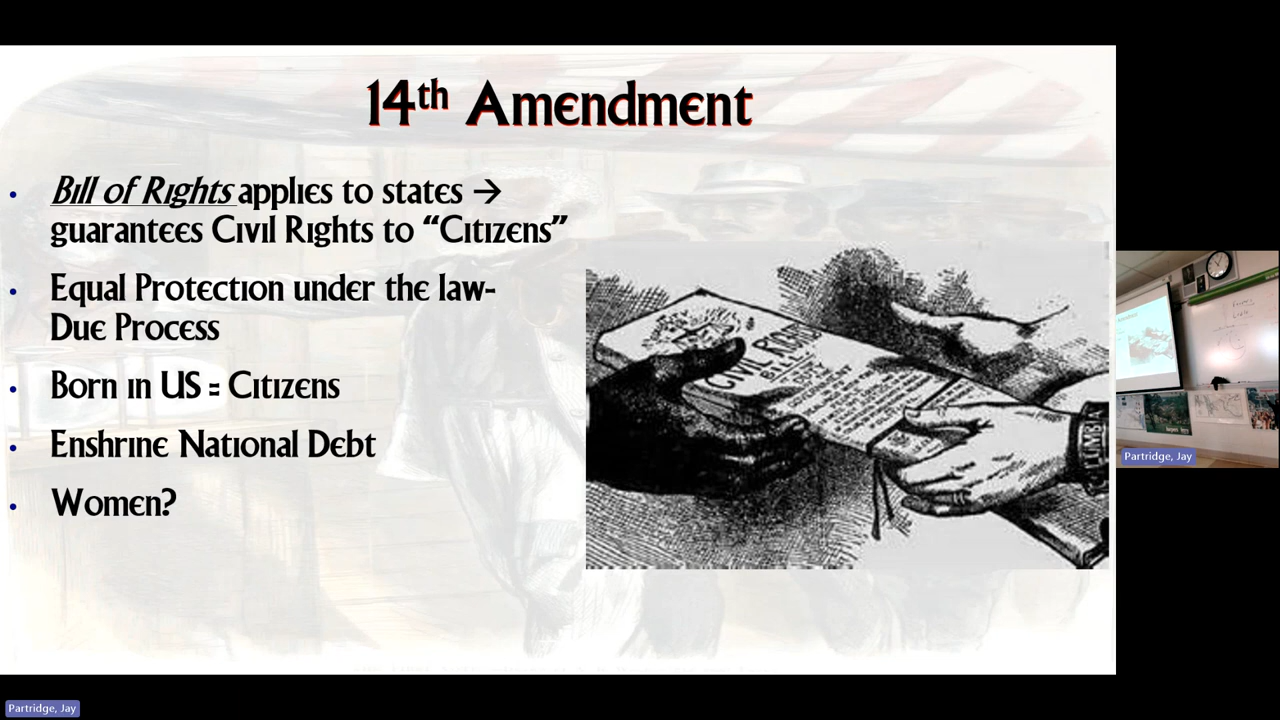 14th Amendment
• Bill of Rights applies to states →
guarantees Civil Rights to “Citizens”
• Equal Protection under the law-
Due Process
• Born in US = Citizens
• Enshrine National Debt
• Women?
CIVIL RIGHTS
BILL
Partridge, Jay
Partridge, Jay